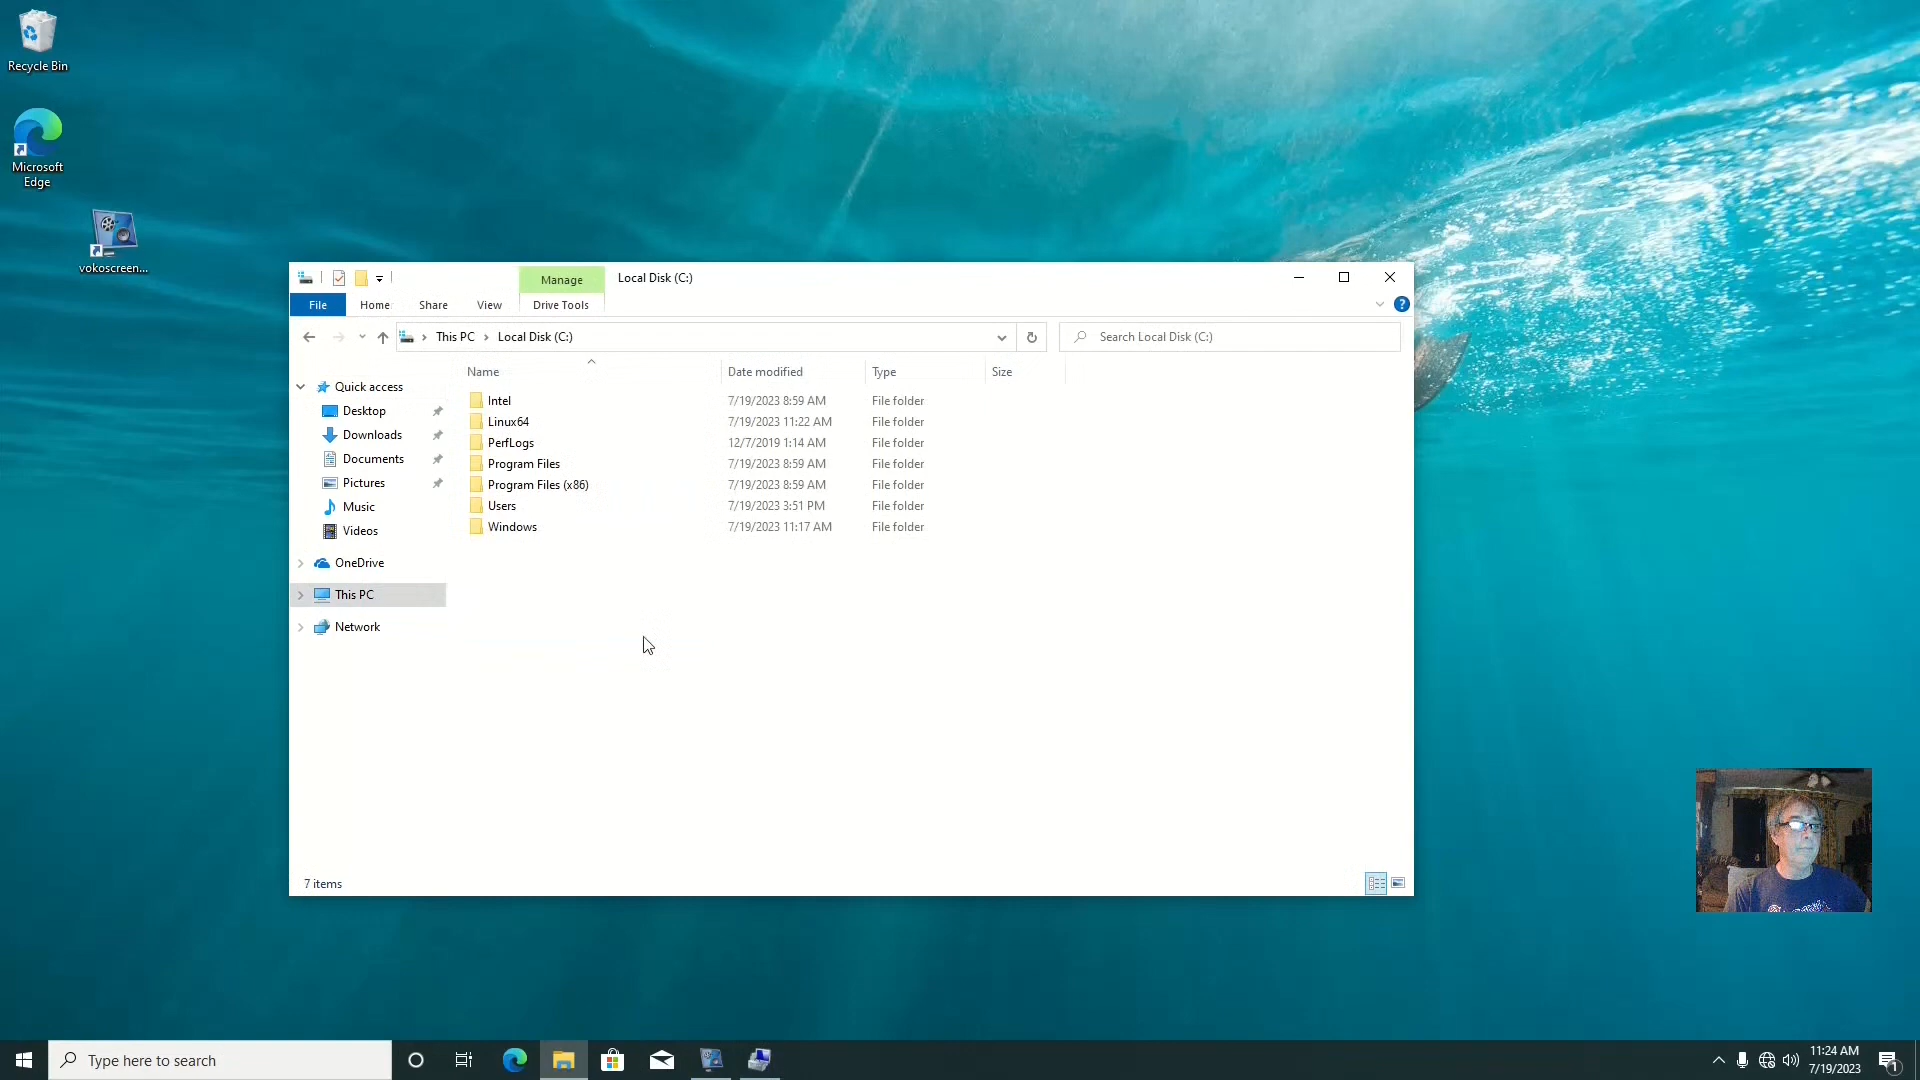 Recycle Bin
Microsoft
Edge
vokoscreen...
Manage
Local Disk (C:)
File
Home
Share
View
Drive Tools
This PC
Local Disk (C:)
Search Local Disk (C:)
Name
Date modified
Type
Size
Quick access
Desktop
Downloads
Documents
Pictures
Music
Videos
OneDrive
This PC
Network
Intel 7/19/2023 8:59 AM File folder
Linux64 7/19/2023 11:22 AM File folder
PerfLogs 12/7/2019 1:14 AM File folder
Program Files 7/19/2023 8:59 AM File folder
Program Files (x86) 7/19/2023 8:59 AM File folder
Users 7/19/2023 3:51 PM File folder
Windows 7/19/2023 11:17 AM File folder
7 items
Type here to search
11:24 AM
7/19/2023
1